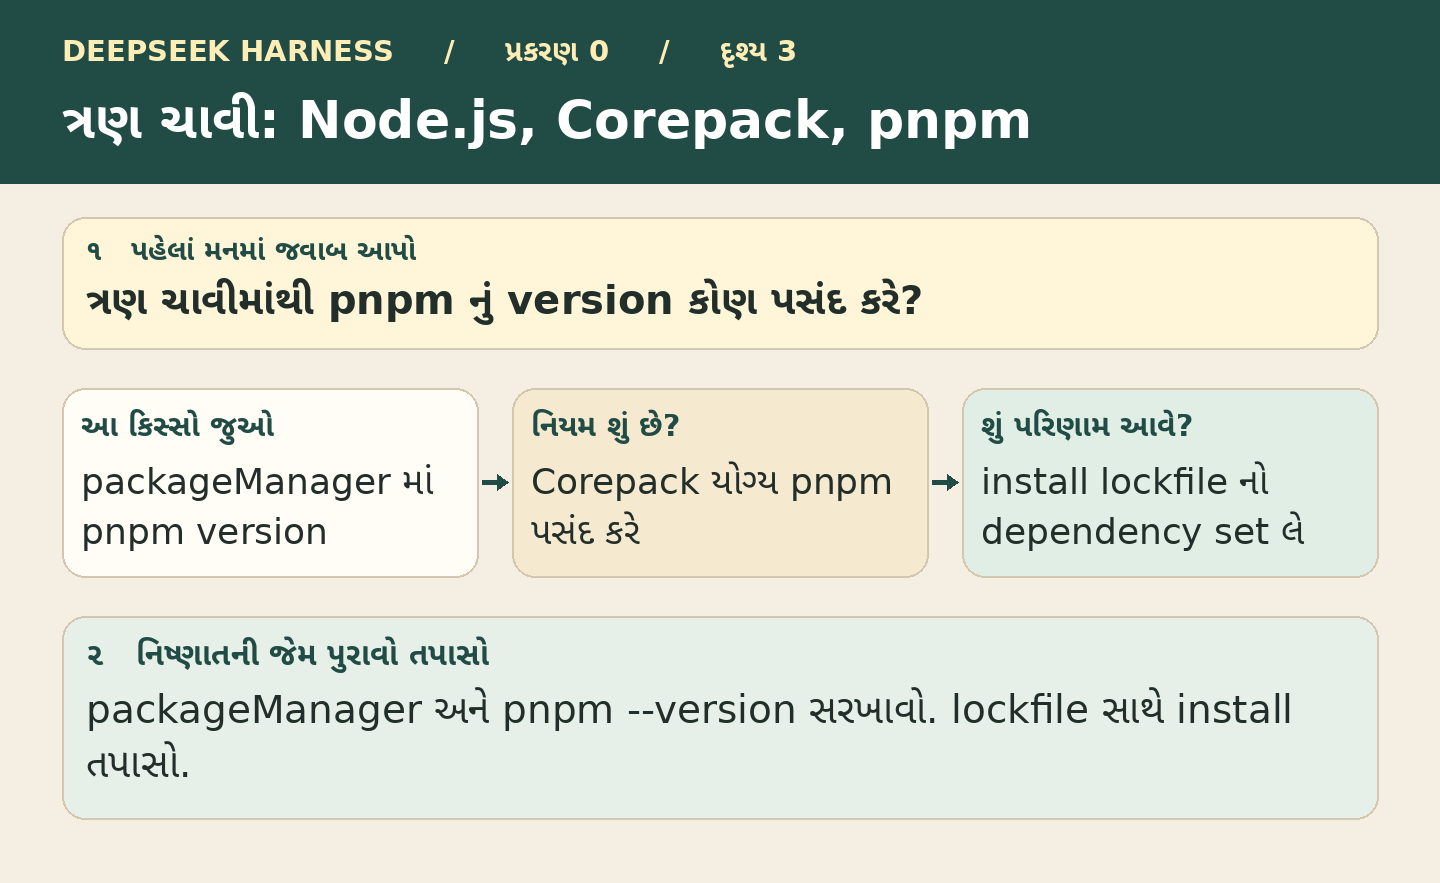 DEEPSEEK HARNESS / પ્રકરણ 0 / દૃશ્ય 3
ત્રણ ચાવી: Node.js, Corepack, pnpm
૧ પહેલાં મનમાં જવાબ આપો
ત્રણ ચાવીમાંથી pnpm નું version કોણ પસંદ કરે?
આ કિસ્સો જુઓ
packageManager માં
pnpm version
નિયમ શું છે?
Corepack યોગ્ય pnpm
પસંદ કરે
શું પરિણામ આવે?
install lockfile નો
dependency set લે
૨ નિષ્ણાતની જેમ પુરાવો તપાસો
packageManager અને pnpm --version સરખાવો. lockfile સાથે install
તપાસો.